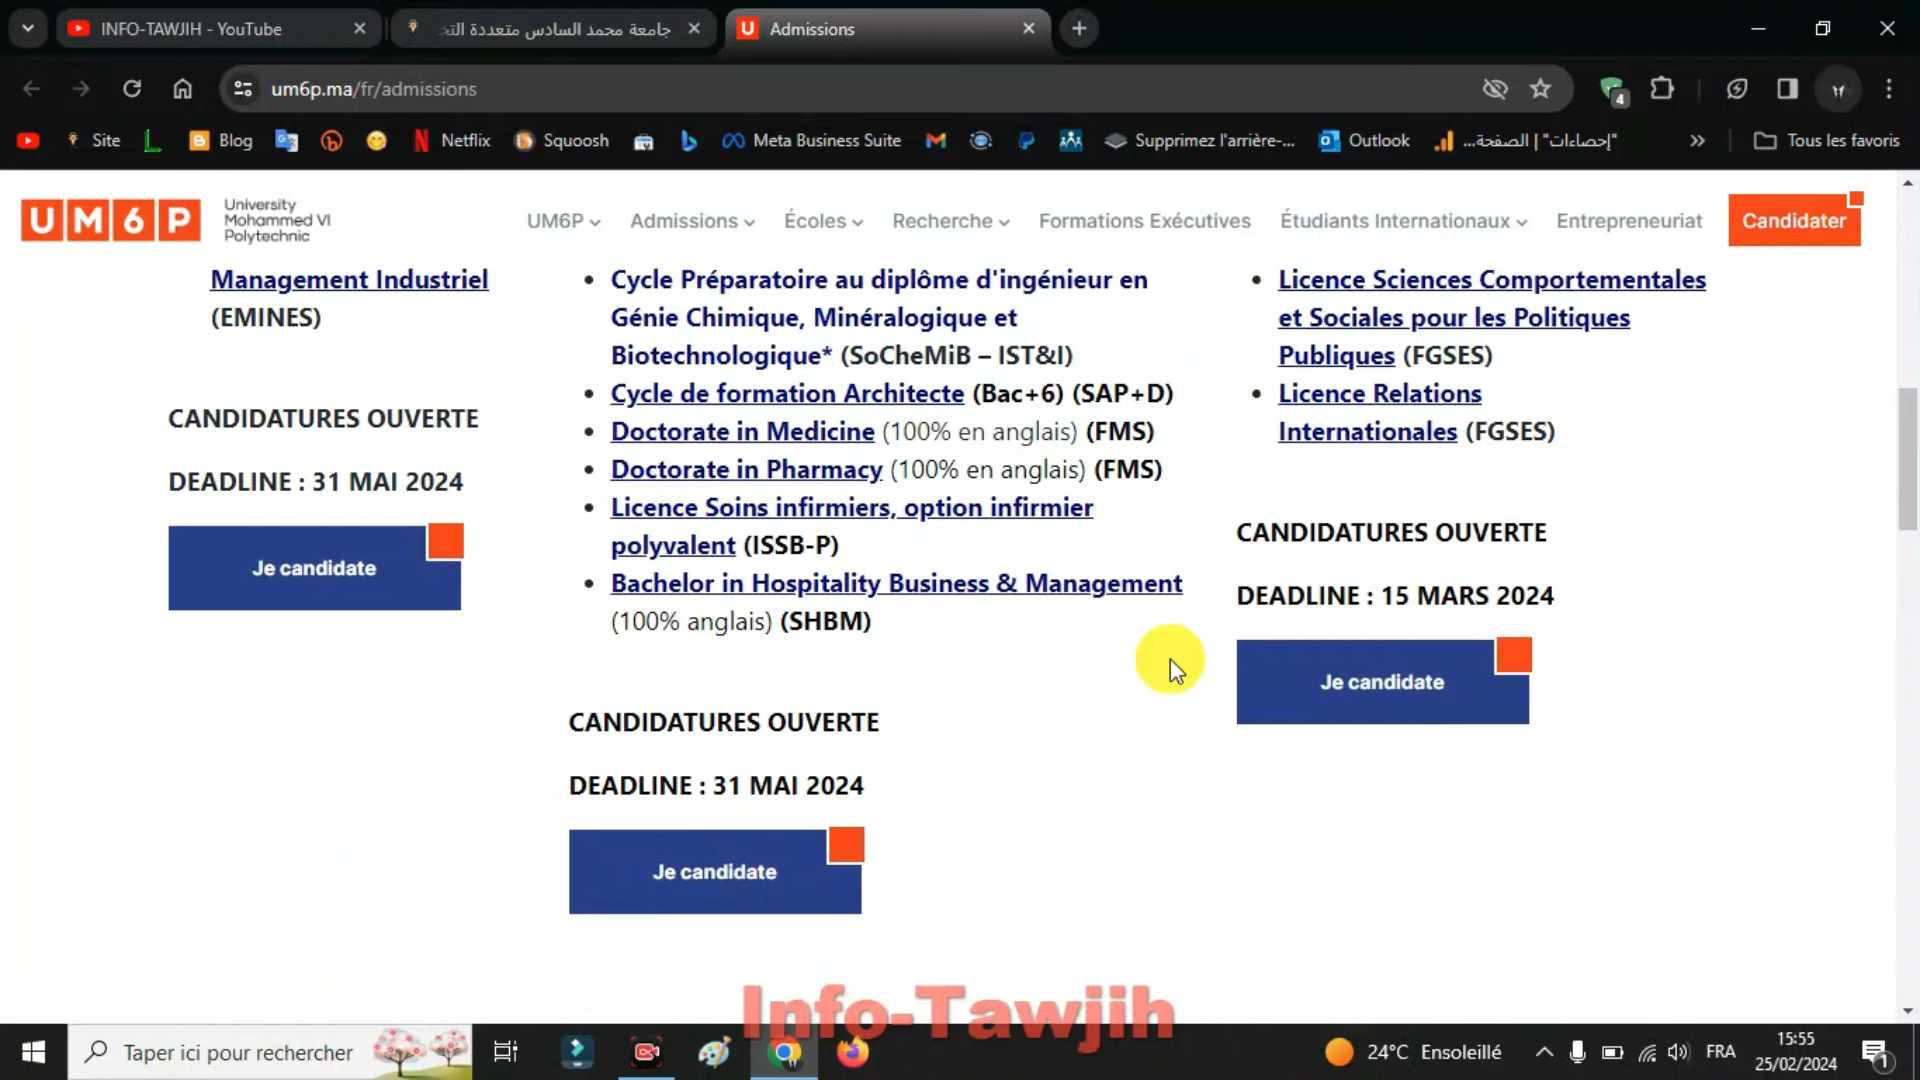 INFO-TAWJIH - YouTube
جامعة محمد السادس متعددة التخ
Admissions
um6p.ma/fr/admissions
4
Site
Blog
Netflix
Squoosh
Meta Business Suite
Supprimez l'arrière-...
Outlook
"إحصاءات" | الصفحة...
Tous les favoris
UM6P
University
Mohammed VI
Polytechnic
UM6P
Admissions
Écoles
Recherche
Formations Exécutives
Étudiants Internationaux
Entrepreneuriat
Candidater
Management Industriel
(EMINES)
CANDIDATURES OUVERTE
DEADLINE : 31 MAI 2024
Je candidate
Cycle Préparatoire au diplôme d'ingénieur en
Génie Chimique, Minéralogique et
Biotechnologique* (SoCheMiB – IST&I)
Cycle de formation Architecte (Bac+6) (SAP+D)
Doctorate in Medicine (100% en anglais) (FMS)
Doctorate in Pharmacy (100% en anglais) (FMS)
Licence Soins infirmiers, option infirmier
polyvalent (ISSB-P)
Bachelor in Hospitality Business & Management
(100% anglais) (SHBM)
CANDIDATURES OUVERTE
DEADLINE : 31 MAI 2024
Je candidate
Licence Sciences Comportementales
et Sociales pour les Politiques
Publiques (FGSES)
Licence Relations
Internationales (FGSES)
CANDIDATURES OUVERTE
DEADLINE : 15 MARS 2024
Je candidate
Info-Tawjih
Taper ici pour rechercher
24°C Ensoleillé
FRA
15:55
25/02/2024
1